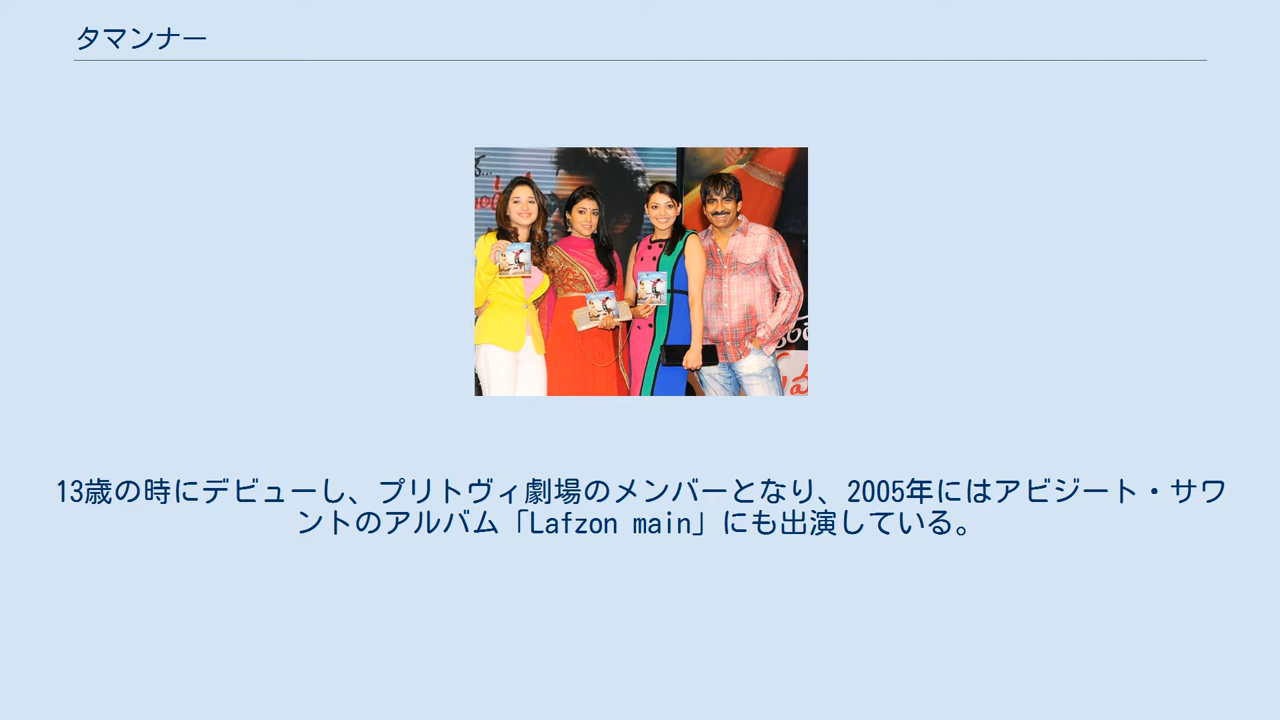 タマンナー
13歳の時にデビューし、プリトヴィ劇場のメンバーとなり、2005年にはアビジート・サワ
ントのアルバム「Lafzon main」にも出演している。